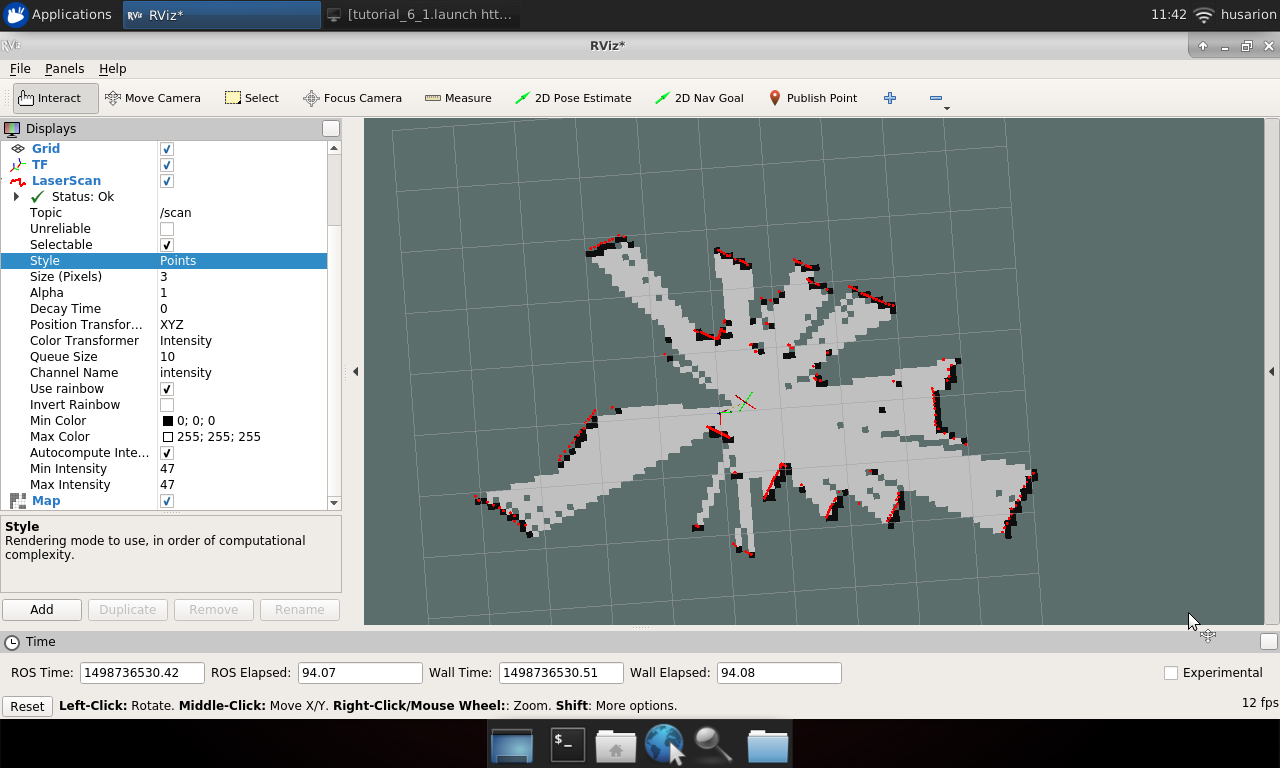 Applications RViz RViz* [tutorial_6_1.launch htt... 11:42 husarion
RViz RViz*
File Panels Help
Interact Move Camera Select Focus Camera Measure 2D Pose Estimate 2D Nav Goal Publish Point
Displays
Grid
TF
LaserScan
Status: Ok
Topic /scan
Unreliable
Selectable
Style Points
Size (Pixels) 3
Alpha 1
Decay Time 0
Position Transfor... XYZ
Color Transformer Intensity
Queue Size 10
Channel Name intensity
Use rainbow
Invert Rainbow
Min Color 0; 0; 0
Max Color 255; 255; 255
Autocompute Inte...
Min Intensity 47
Max Intensity 47
Map
Style
Rendering mode to use, in order of computational
complexity.
Add Duplicate Remove Rename
Time
ROS Time: 1498736530.42 ROS Elapsed: 94.07 Wall Time: 1498736530.51 Wall Elapsed: 94.08 Experimental
Reset Left-Click: Rotate. Middle-Click: Move X/Y. Right-Click/Mouse Wheel:: Zoom. Shift: More options. 12 fps
$_